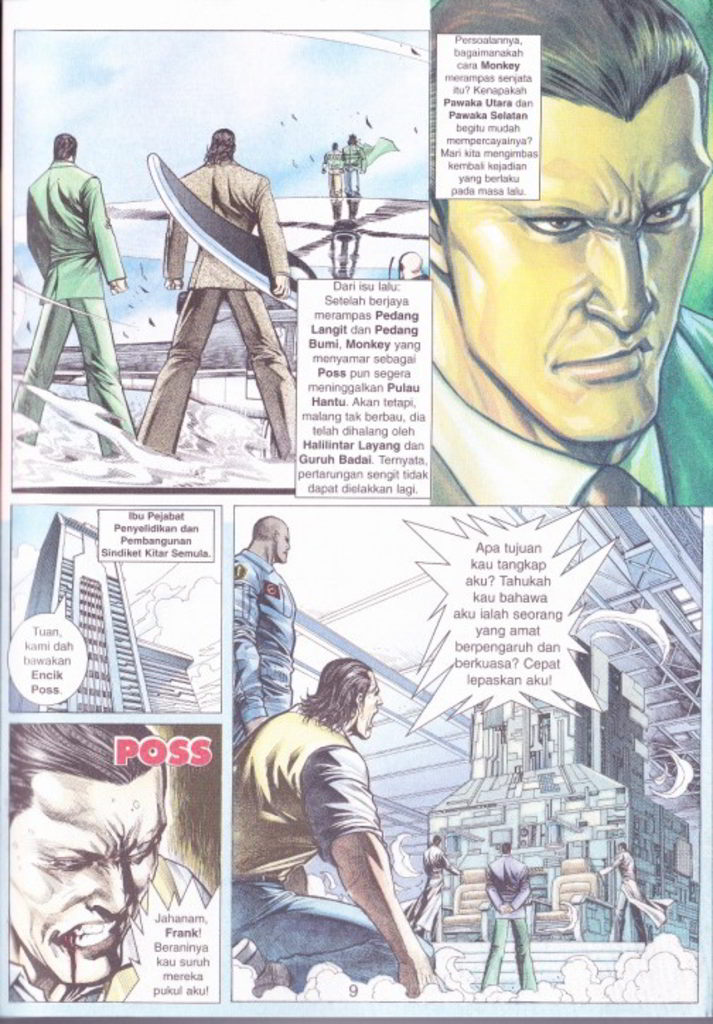 Persoalannya,
bagaimanakah
cara Monkey
merampas senjata
itu? Kenapakah
Pawaka Utara dan
Pawaka Selatan
begitu mudah
mempercayainya?
Mari kita mengimbas
kembali kejadian
yang berlaku
pada masa lalu.
Dari isu lalu:
Setelah berjaya
merampas Pedang
Langit dan Pedang
Bumi, Monkey yang
menyamar sebagai
Poss pun segera
meninggalkan Pulau
Hantu. Akan tetapi,
malang tak berbau, dia
telah dihalang oleh
Halilintar Layang dan
Guruh Badai. Ternyata,
pertarungan sengit tidak
dapat dielakkan lagi.
Ibu Pejabat
Penyelidikan dan
Pembangunan
Sindiket Kitar Semula.
Tuan,
kami dah
bawakan
Encik
Poss.
Apa tujuan
kau tangkap
aku? Tahukah
kau bahawa
aku ialah seorang
yang amat
berpengaruh dan
berkuasa? Cepat
lepaskan aku!
POSS
Jahanam,
Frank!
Beraninya
kau suruh
mereka
pukul aku!
9